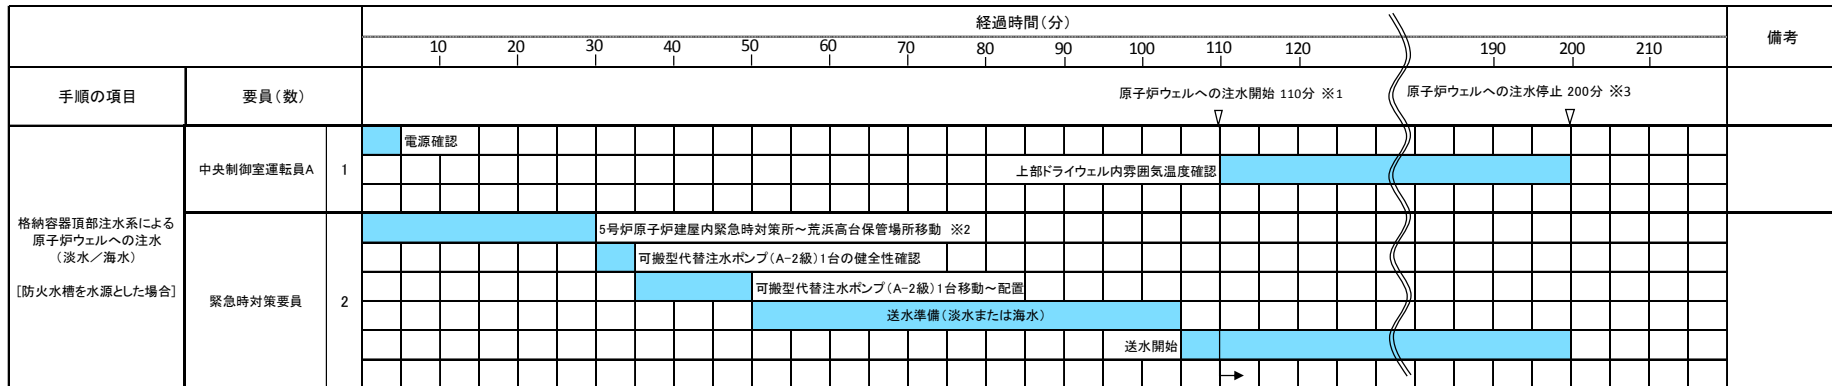 経過時間(分)
備考
10 20 30 40 50 60 70 80 90 100 110 120 190 200 210
手順の項目
要員(数)
原子炉ウェルへの注水開始 110分 ※1
原子炉ウェルへの注水停止 200分 ※3
格納容器頂部注水系による
原子炉ウェルへの注水
(淡水/海水)
[防火水槽を水源とした場合]
中央制御室運転員A
1
電源確認
上部ドライウェル内雰囲気温度確認
緊急時対策要員
2
5号炉原子炉建屋内緊急時対策所~荒浜高台保管場所移動 ※2
可搬型代替注水ポンプ(A-2級)1台の健全性確認
可搬型代替注水ポンプ(A-2級)1台移動~配置
送水準備(淡水または海水)
送水開始